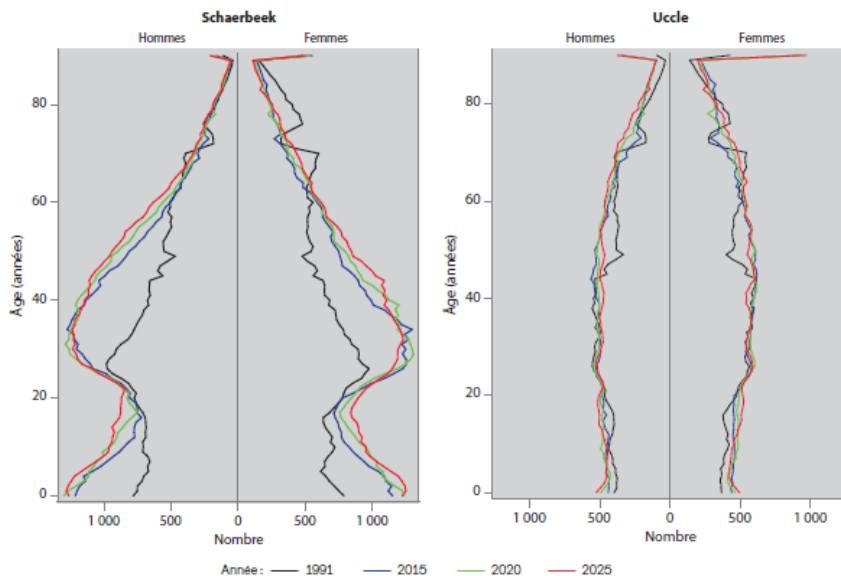 Schaerbeek
Hommes Femmes
Âge (années)
80
60
40
20
0
1 000 500 0 500 1 000
Nombre
Uccle
Hommes Femmes
Âge (années)
80
60
40
20
0
1 000 500 0 500 1 000
Nombre
Année : 1991 2015 2020 2025